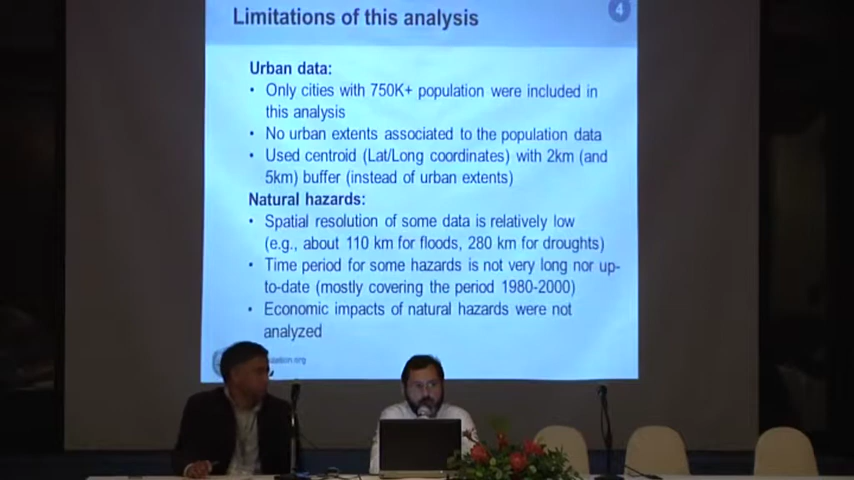 Limitations of this analysis
4
Urban data:
• Only cities with 750K+ population were included in
this analysis
• No urban extents associated to the population data
• Used centroid (Lat/Long coordinates) with 2km (and
5km) buffer (instead of urban extents)
Natural hazards:
• Spatial resolution of some data is relatively low
(e.g., about 110 km for floods, 280 km for droughts)
• Time period for some hazards is not very long nor up-
to-date (mostly covering the period 1980-2000)
• Economic impacts of natural hazards were not
analyzed